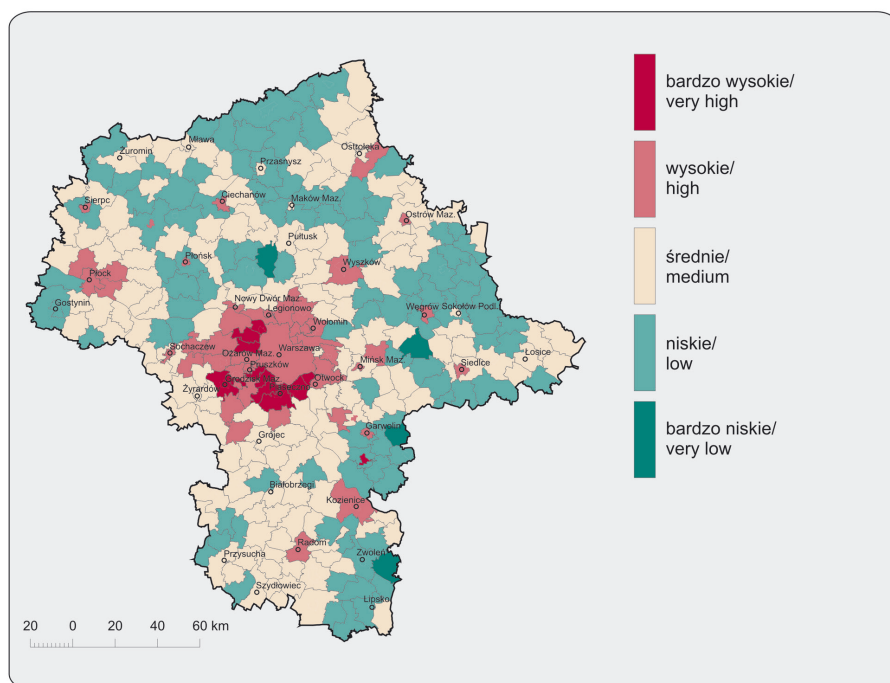 bardzo wysokie/
very high
wysokie/
high
średnie/
medium
niskie/
low
bardzo niskie/
very low
Mława
Żuromin
Ostrołęka
Przasnysz
Sierpc
Ciechanów
Maków Maz.
Ostrów Maz.
Pułtusk
Płońsk
Wyszków
Płock
Gostynin
Nowy Dwór Maz.
Legionowo
Węgrów
Sokołów Podl.
Wołomin
Sochaczew
Ożarów Maz.
Warszawa
Łosice
Pruszków
Mińsk Maz.
Siedlce
Grodzisk Maz.
Otwock
Żyrardów
Garwolin
Grójec
Białobrzegi
Kozienice
Radom
Przysucha
Zwoleń
Szydłowiec
Lipsko
20 0 20 40 60 km